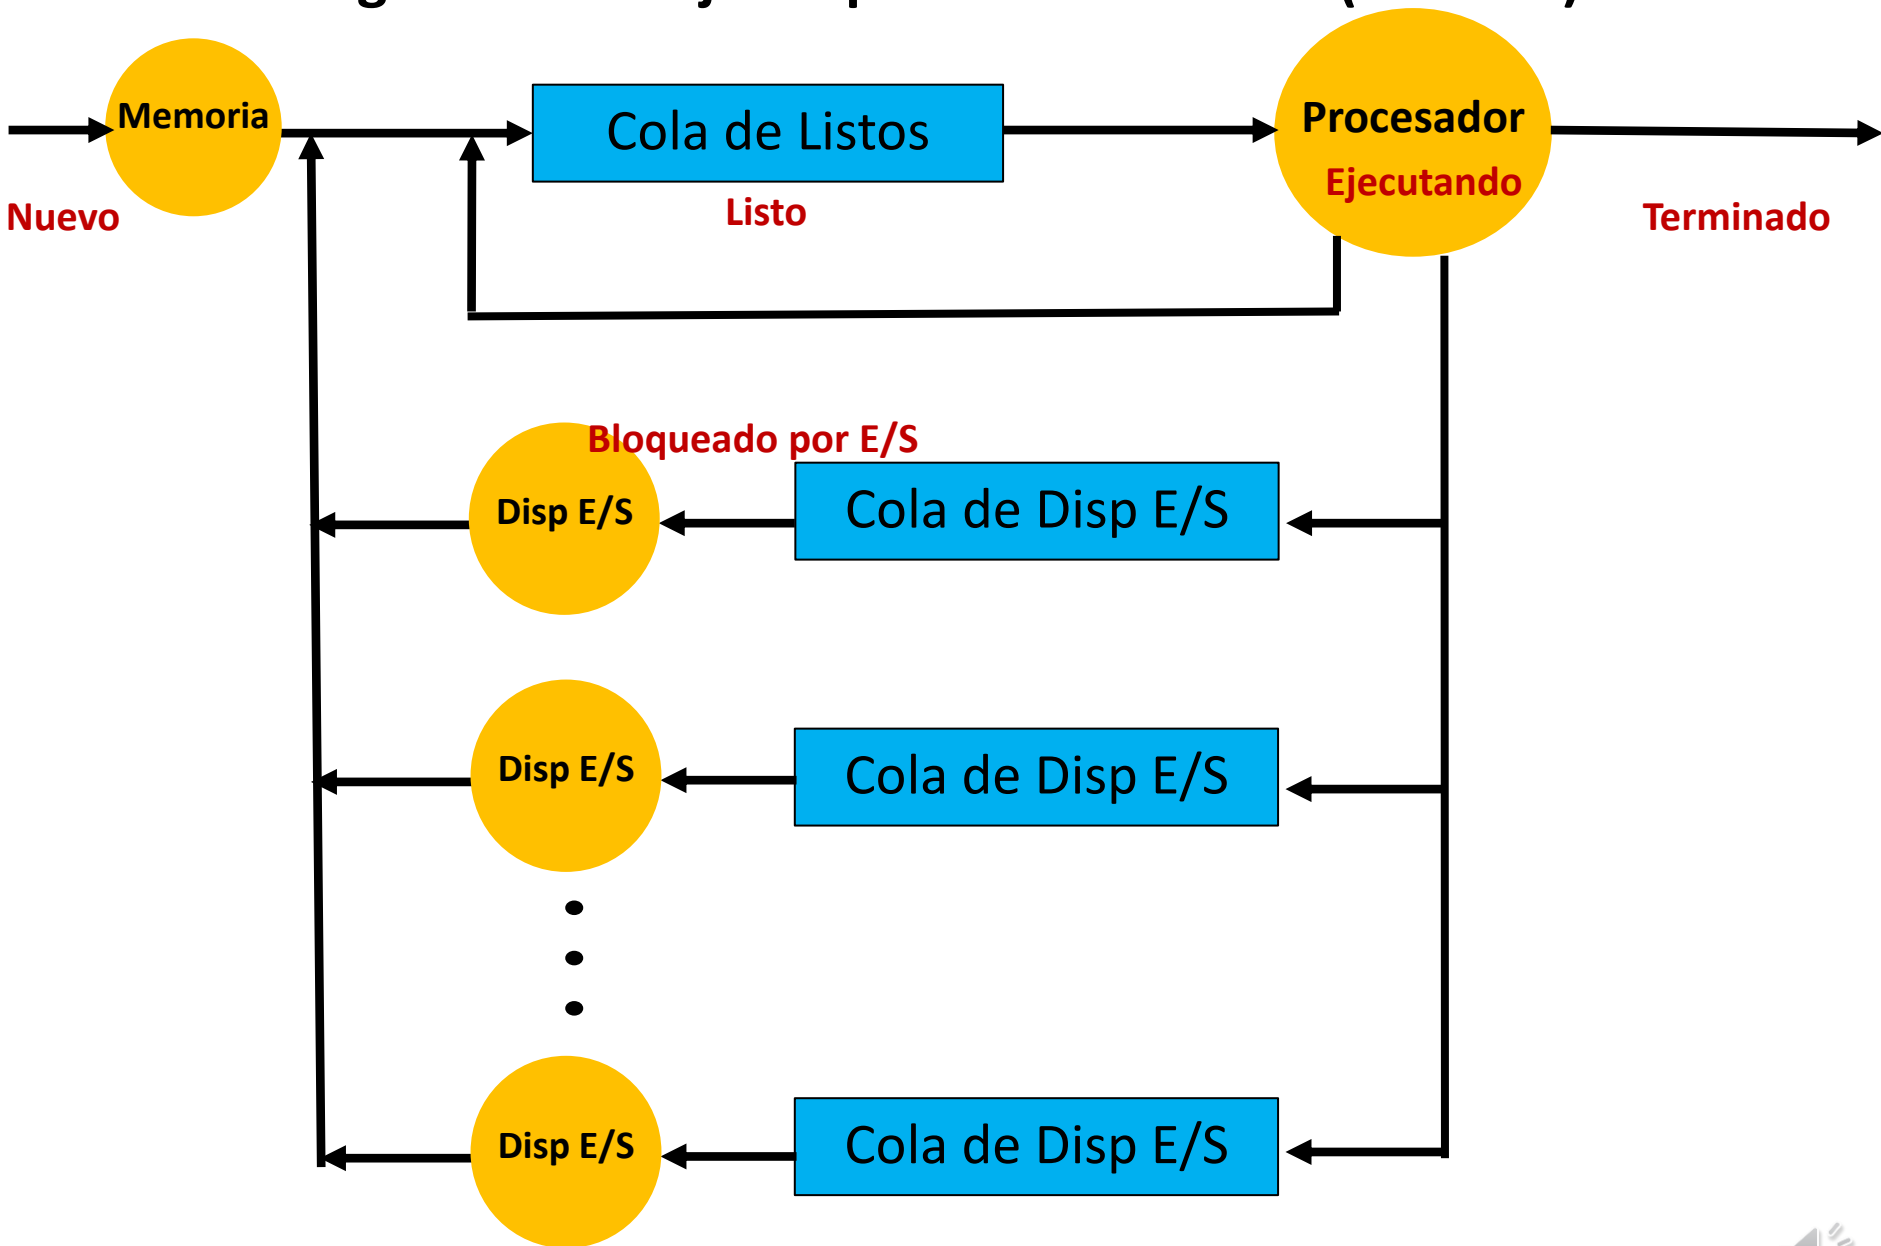 Memoria
Cola de Listos
Procesador
Ejecutando
Nuevo
Listo
Terminado
Bloqueado por E/S
Disp E/S
Cola de Disp E/S
Disp E/S
Cola de Disp E/S
Disp E/S
Cola de Disp E/S